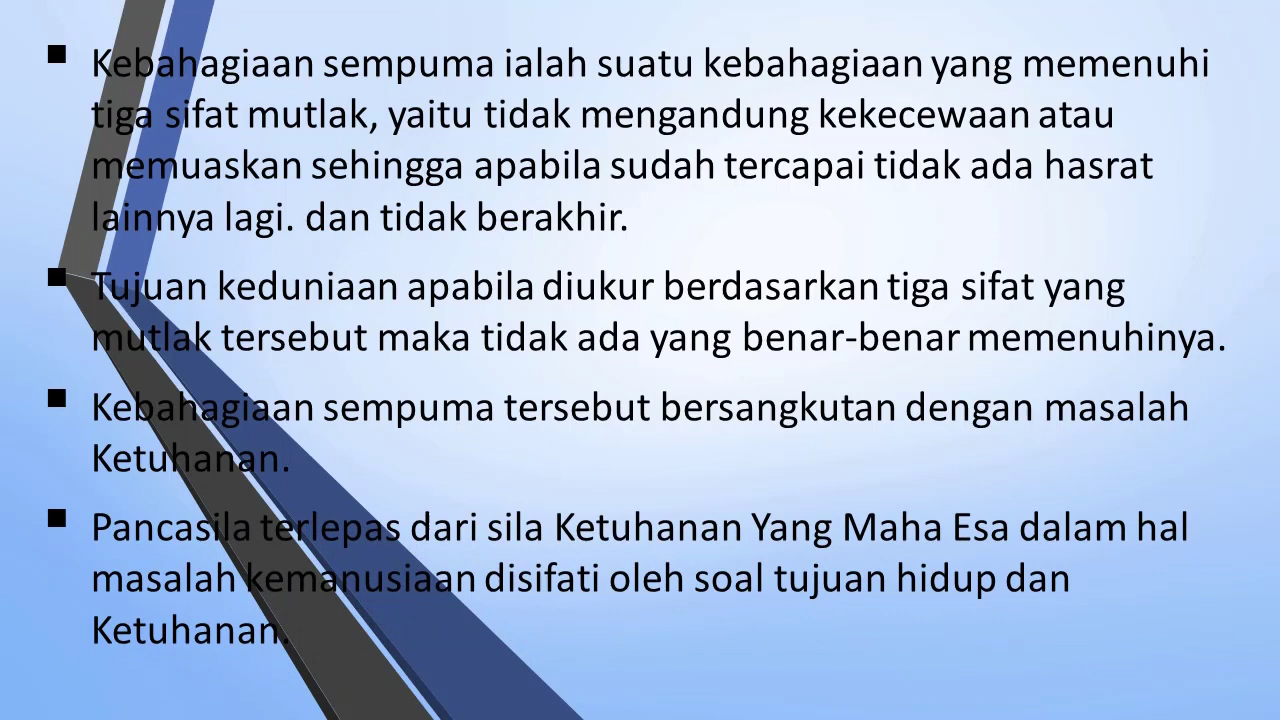 Kebahagiaan sempuma ialah suatu kebahagiaan yang memenuhi
tiga sifat mutlak, yaitu tidak mengandung kekecewaan atau
memuaskan sehingga apabila sudah tercapai tidak ada hasrat
lainnya lagi. dan tidak berakhir.
Tujuan keduniaan apabila diukur berdasarkan tiga sifat yang
mutlak tersebut maka tidak ada yang benar-benar memenuhinya.
Kebahagiaan sempuma tersebut bersangkutan dengan masalah
Ketuhanan.
Pancasila terlepas dari sila Ketuhanan Yang Maha Esa dalam hal
masalah kemanusiaan disifati oleh soal tujuan hidup dan
Ketuhanan.